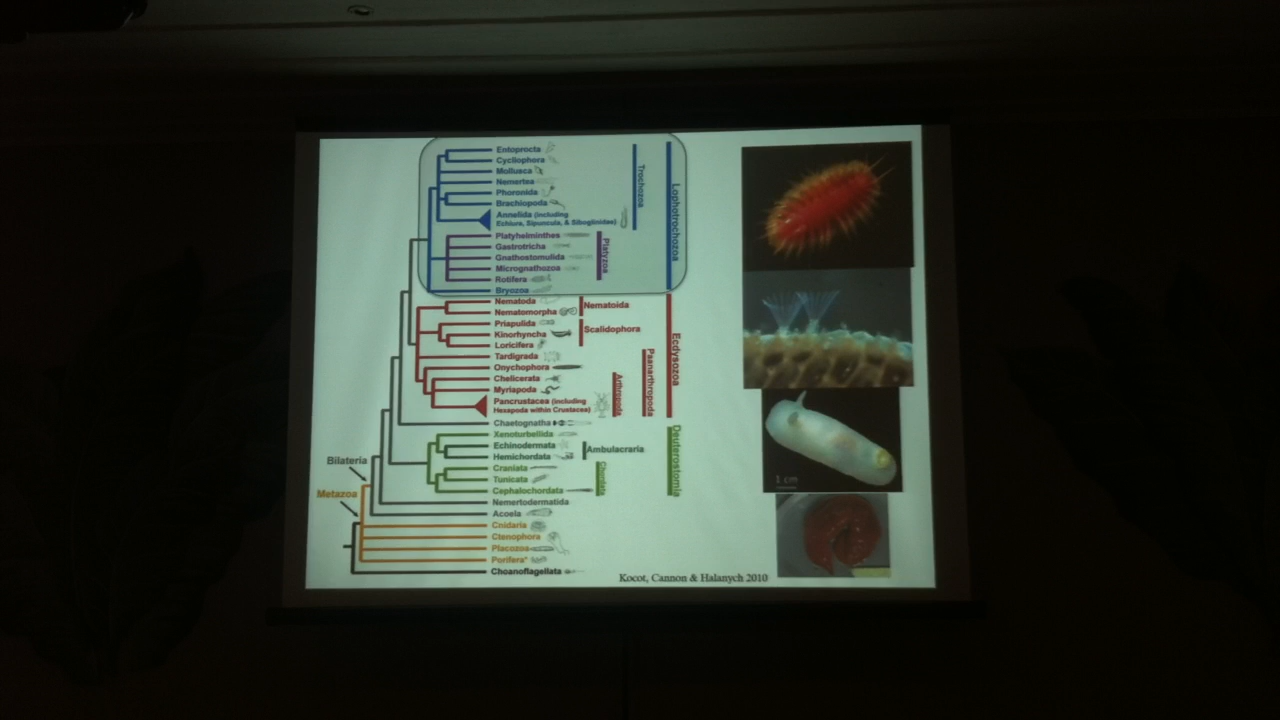 Entoprocta
Cycliophora
Mollusca
Nemertea
Phoronida
Brachiopoda
Annelida (including
Echiura, Sipuncula, & Siboglinidae)
Trochozoa
Lophotrochozoa
Platyhelminthes
Gastrotricha
Gnathostomulida
Micrognathozoa
Rotifera
Platyzoa
Bryozoa
Nematoda
Nematomorpha
Nematoida
Priapulida
Kinorhyncha
Loricifera
Scalidophora
Tardigrada
Onychophora
Chelicerata
Myriapoda
Pancrustacea (including
Hexapoda within Crustacea)
Arthropoda
Panarthropoda
Ecdysozoa
Chaetognatha
Xenoturbellida
Echinodermata
Hemichordata
Ambulacraria
Craniata
Tunicata
Cephalochordata
Chordata
Deuterostomia
Nemertodermatida
Acoela
Bilateria
Metazoa
Cnidaria
Ctenophora
Placozoa
Porifera*
Choanoflagellata
1 cm
Kocot, Cannon & Halanych 2010